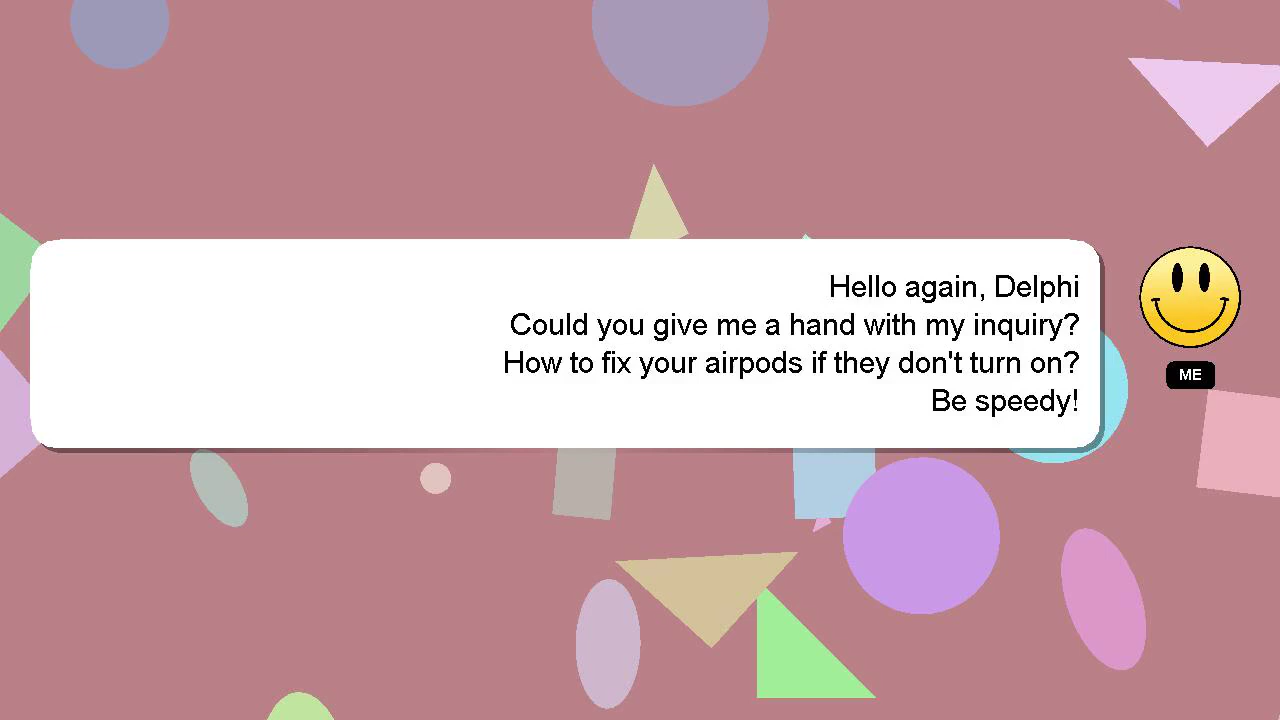 Hello again, Delphi
Could you give me a hand with my inquiry?
How to fix your airpods if they don't turn on?
Be speedy!
ME